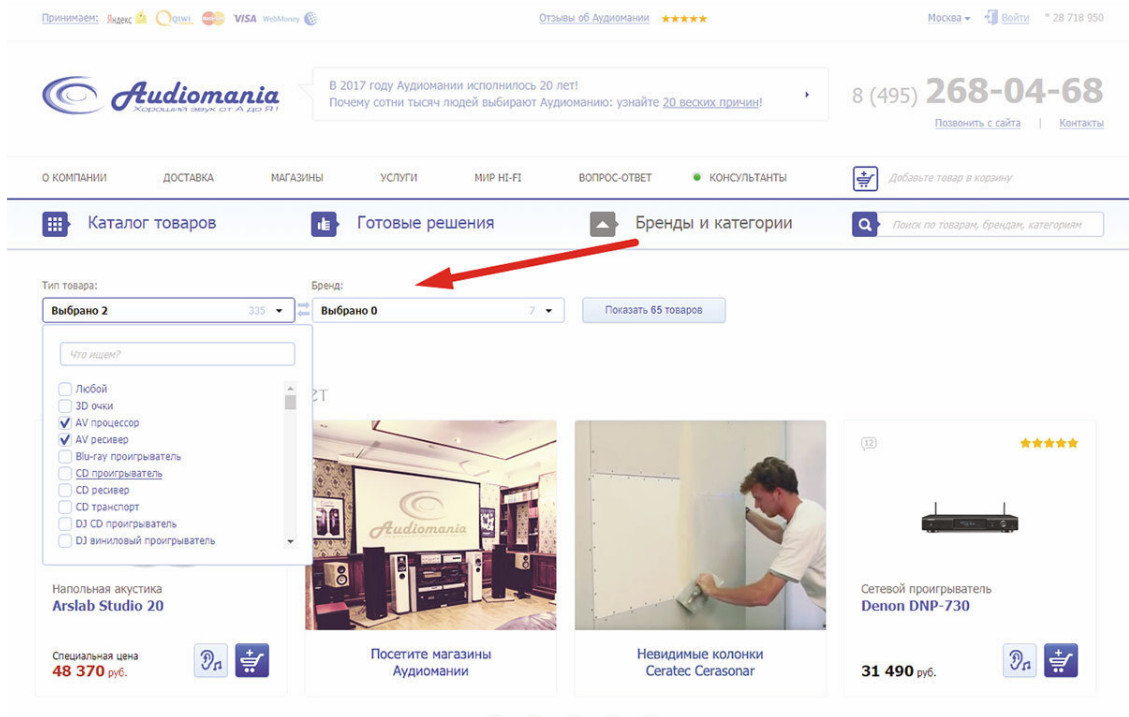 Принимаем: Яндекс QIWI VISA WebMoney
Отзывы об Аудиомании
Москва
Войти
* 28 718 950
Audiomania
Хороший звук от А до Я!
В 2017 году Аудиомании исполнилось 20 лет!
Почему сотни тысяч людей выбирают Аудиоманию: узнайте 20 веских причин!
8 (495) 268-04-68
Позвонить с сайта | Контакты
О КОМПАНИИ ДОСТАВКА МАГАЗИНЫ УСЛУГИ МИР HI-FI ВОПРОС-ОТВЕТ КОНСУЛЬТАНТЫ
Добавьте товар в корзину
Каталог товаров Готовые решения Бренды и категории
Поиск по товарам, брендам, категориям
Тип товара: Бренд:
Выбрано 2 335 Выбрано 0 7 Показать 65 товаров
Что ищем?
Любой
3D очки
AV процессор
AV ресивер
Blu-ray проигрыватель
CD проигрыватель
CD ресивер
CD транспорт
DJ CD проигрыватель
DJ виниловый проигрыватель
Напольная акустика
Arslab Studio 20
Специальная цена
48 370 руб.
Audiomania
Посетите магазины
Аудиомании
Невидимые колонки
Ceratec Cerasonar
12
Сетевой проигрыватель
Denon DNP-730
31 490 руб.